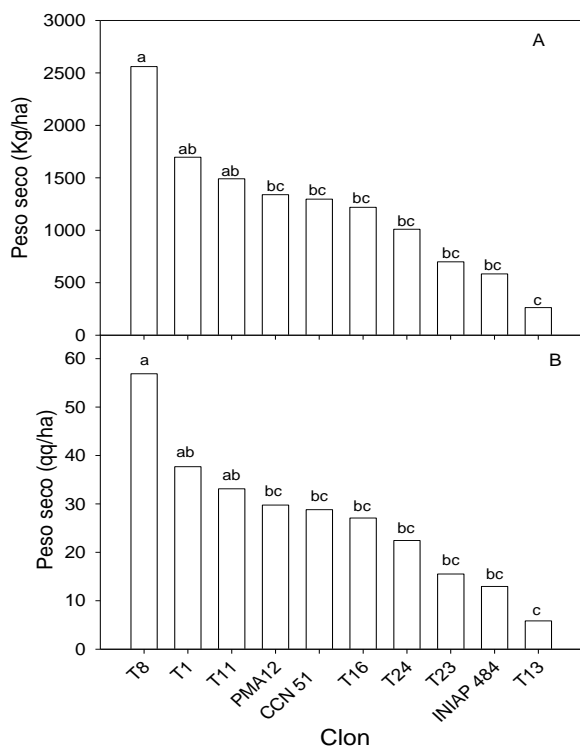 A
Peso seco (Kg/ha)
3000
2500
2000
1500
1000
500
0
a
ab
ab
bc
bc
bc
bc
bc
bc
c
B
Peso seco (qq/ha)
60
50
40
30
20
10
0
a
ab
ab
bc
bc
bc
bc
bc
bc
c
T8
T1
T11
PMA12
CCN 51
T16
T24
T23
INIAP 484
T13
Clon